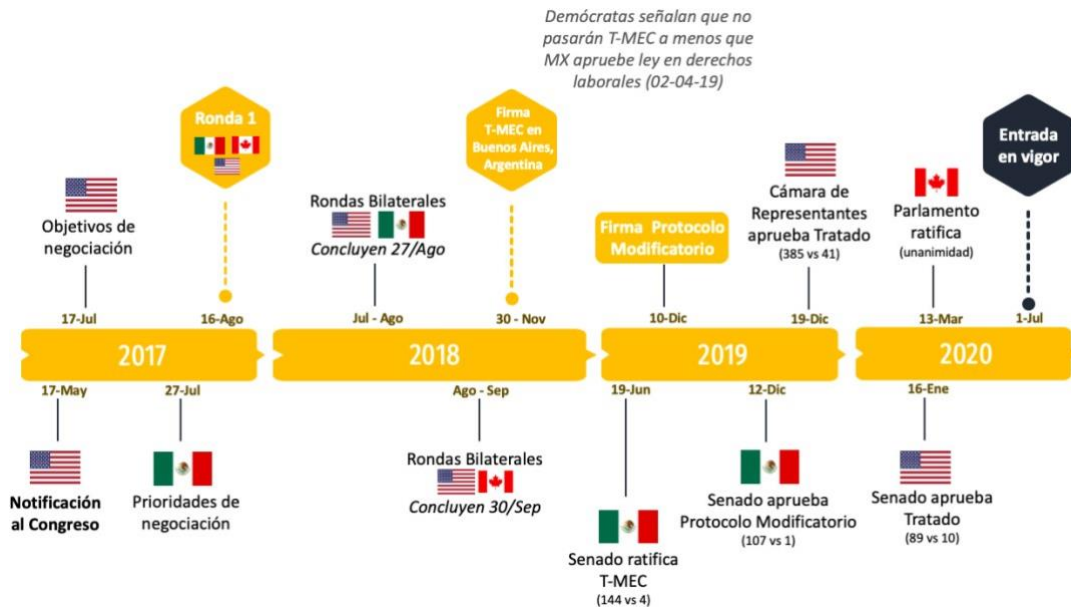 Demócratas señalan que no
pasarán T-MEC a menos que
MX apruebe ley en derechos
laborales (02-04-19)
Ronda 1
Firma
T-MEC en
Buenos Aires,
Argentina
Entrada
en vigor
Objetivos de
negociación
Rondas Bilaterales
Concluyen 27/Ago
Firma Protocolo
Modificatorio
Cámara de
Representantes
aprueba Tratado
(385 vs 41)
Parlamento
ratifica
(unanimidad)
17-Jul
16-Ago
Jul - Ago
30 - Nov
10-Dic
19-Dic
13-Mar
1-Jul
2017
2018
2019
2020
17-May
27-Jul
Ago - Sep
19-Jun
12-Dic
16-Ene
Notificación
al Congreso
Prioridades de
negociación
Rondas Bilaterales
Concluyen 30/Sep
Senado ratifica
T-MEC
(144 vs 4)
Senado aprueba
Protocolo Modificatorio
(107 vs 1)
Senado aprueba
Tratado
(89 vs 10)